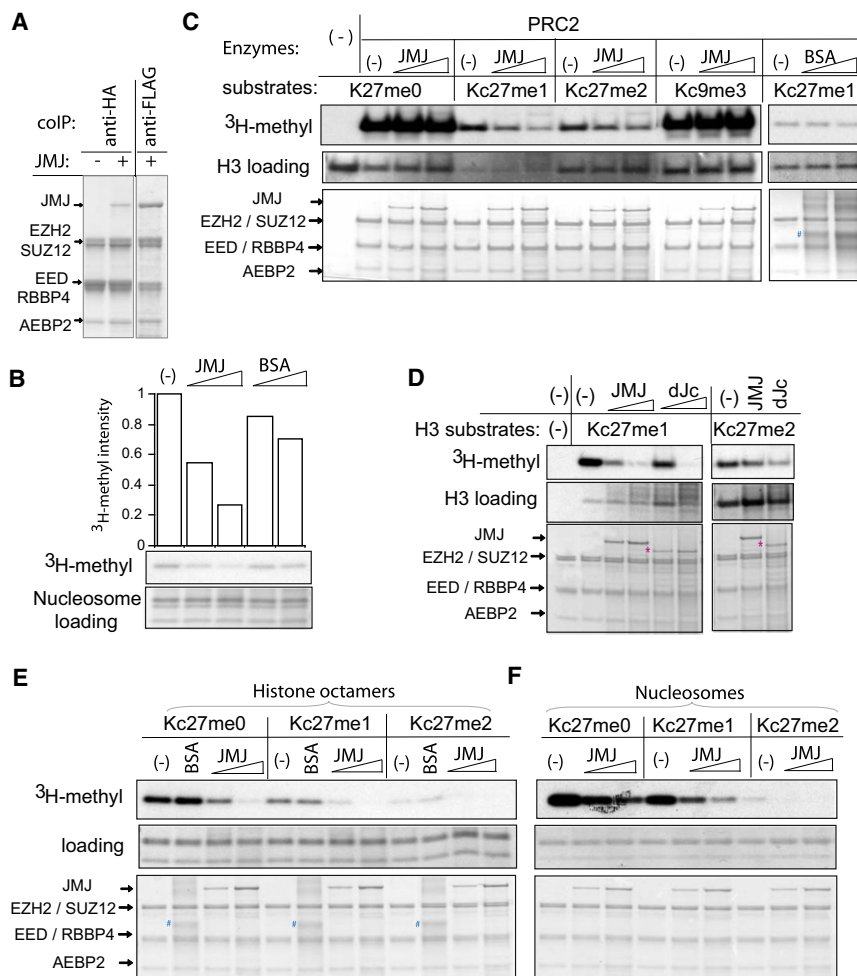 A
coIP: anti-HA anti-FLAG
JMJ: - + +
JMJ
EZH2
SUZ12
EED
RBBP4
AEBP2
B
(-) JMJ BSA
³H-methyl intensity
1
0.8
0.6
0.4
0.2
0
³H-methyl
Nucleosome
loading
C
PRC2
Enzymes: (-) (-) JMJ (-) JMJ (-) JMJ (-) JMJ (-) BSA
substrates: K27me0 Kc27me1 Kc27me2 Kc9me3 Kc27me1
³H-methyl
H3 loading
JMJ
EZH2 / SUZ12
#
EED / RBBP4
AEBP2
D
(-) (-) JMJ dJc (-) JMJ dJc
H3 substrates: (-) Kc27me1 Kc27me2
³H-methyl
H3 loading
JMJ
* *
EZH2 / SUZ12
EED / RBBP4
AEBP2
E
Histone octamers
Kc27me0 Kc27me1 Kc27me2
(-) BSA JMJ (-) BSA JMJ (-) BSA JMJ
³H-methyl
loading
JMJ
EZH2 / SUZ12
# # #
EED / RBBP4
AEBP2
F
Nucleosomes
Kc27me0 Kc27me1 Kc27me2
(-) JMJ (-) JMJ (-) JMJ